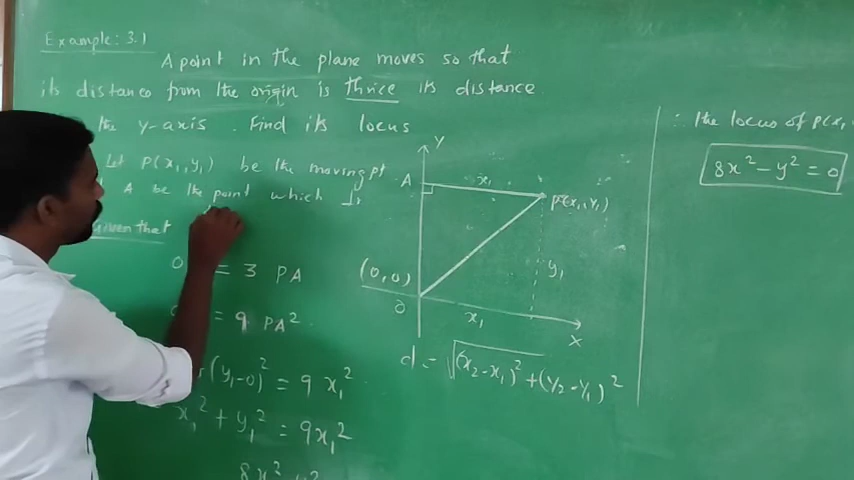 Example: 3.1
A point in the plane moves so that
its distance from the origin is thrice its distance
the y-axis. Find its locus
Let P(x₁, y₁) be the moving pt.
A be the point which ⊥r
Given that
= 3 PA
= 9 PA²
(y₁-0)² = 9 x₁²
x₁² + y₁² = 9x₁²
8x²
Y
A
x₁
P(x₁, y₁)
(0,0)
y₁
O
x₁
X
d = √(x₂-x₁)² + (y₂-y₁)²
∴ the locus of P(x₁
8x² - y² = 0